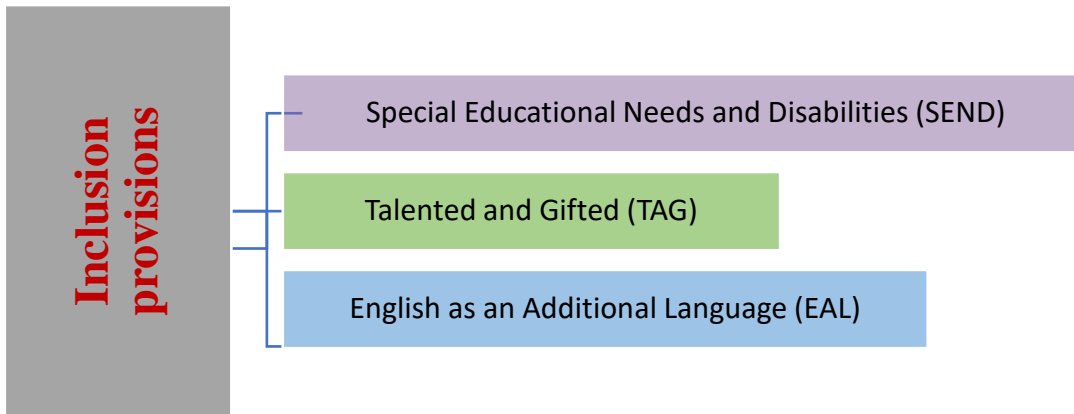 Inclusion
provisions
Special Educational Needs and Disabilities (SEND)
Talented and Gifted (TAG)
English as an Additional Language (EAL)